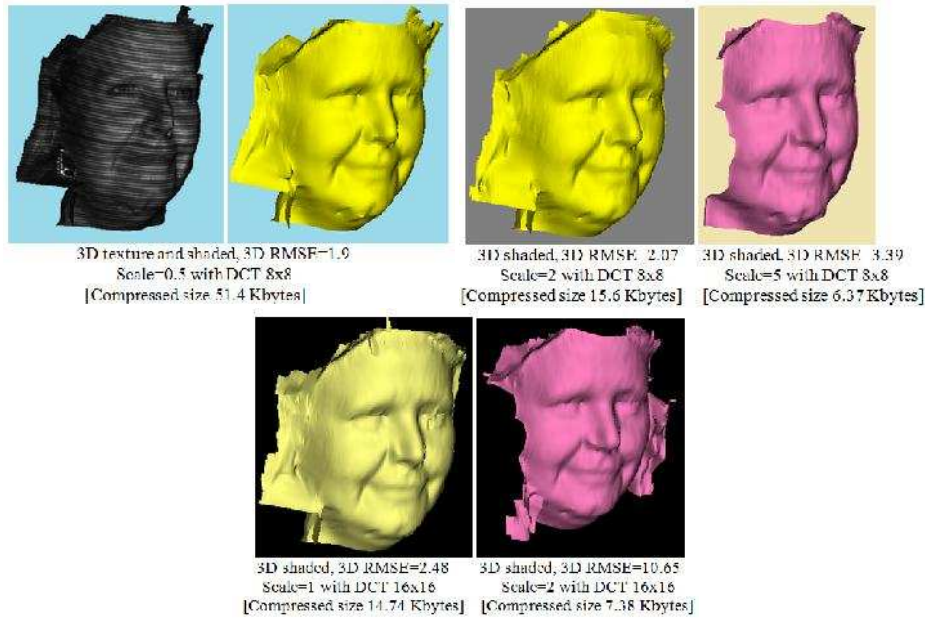 3D texture and shaded, 3D RMSE=1.9
Scale=0.5 with DCT 8x8
[Compressed size 51.4 Kbytes]
3D shaded, 3D RMSE=2.07
Scale=2 with DCT 8x8
[Compressed size 15.6 Kbytes]
3D shaded, 3D RMSE=3.39
Scale=5 with DCT 8x8
[Compressed size 6.37 Kbytes]
3D shaded, 3D RMSE=2.48
Scale=1 with DCT 16x16
[Compressed size 14.74 Kbytes]
3D shaded, 3D RMSE=10.65
Scale=2 with DCT 16x16
[Compressed size 7.38 Kbytes]